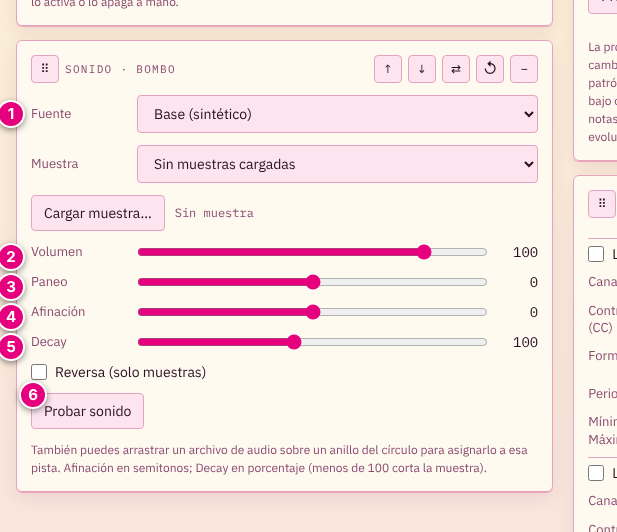 lo activa o lo apaga a mano.
SONIDO · BOMBO
↑ ↓ ⇄ ↺ −
1 Fuente Base (sintético)
Muestra Sin muestras cargadas
Cargar muestra... Sin muestra
2 Volumen 100
3 Paneo 0
4 Afinación 0
5 Decay 100
Reversa (solo muestras)
6
Probar sonido
También puedes arrastrar un archivo de audio sobre un anillo del círculo para asignarlo a esa
pista. Afinación en semitonos; Decay en porcentaje (menos de 100 corta la muestra).
La pro
camb
patró
bajo
notas
evolu
L
Cana
Contr
(CC)
Form
Perio
Mínir
Máxir
L
Cana
Contr